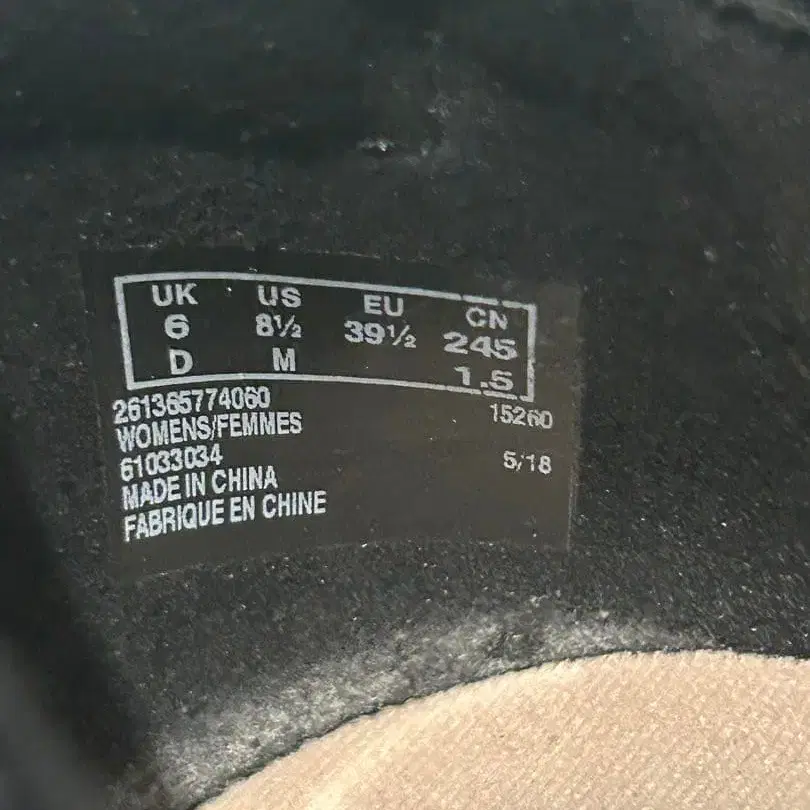 UK US EU CN
6 8½ 39½ 245
D M 1.5
261365774060 15260
WOMENS/FEMMES
61033034 5/18
MADE IN CHINA
FABRIQUE EN CHINE